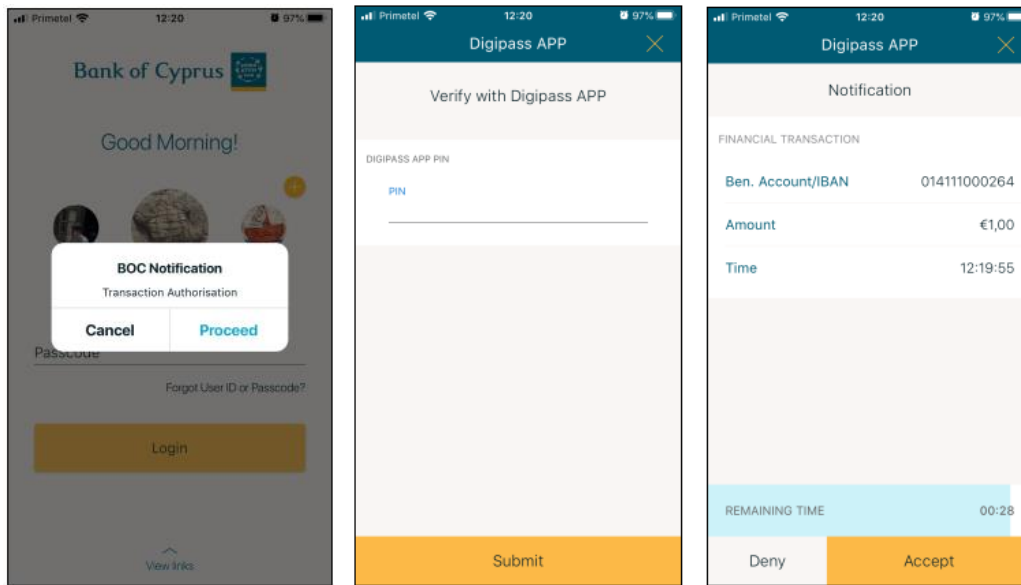 Primetel 12:20 97%
Bank of Cyprus
Good Morning!
BOC Notification
Transaction Authorisation
Cancel Proceed
Passcode
Forgot User ID or Passcode?
Login
View links
Primetel 12:20 97%
Digipass APP
Verify with Digipass APP
DIGIPASS APP PIN
PIN
Submit
Primetel 12:20 97%
Digipass APP
Notification
FINANCIAL TRANSACTION
Ben. Account/IBAN 014111000264
Amount €1,00
Time 12:19:55
REMAINING TIME 00:28
Deny Accept